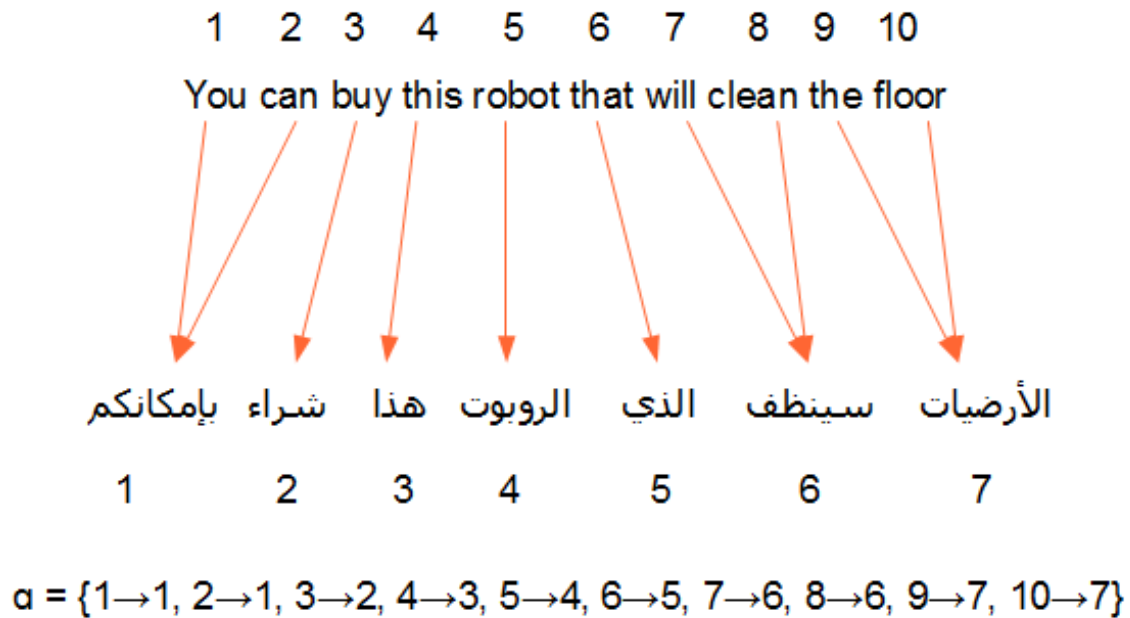 1 2 3 4 5 6 7 8 9 10
You can buy this robot that will clean the floor
بإمكانكم شراء هذا الروبوت الذي سينظف الأرضيات
1 2 3 4 5 6 7
α = {1→1, 2→1, 3→2, 4→3, 5→4, 6→5, 7→6, 8→6, 9→7, 10→7}